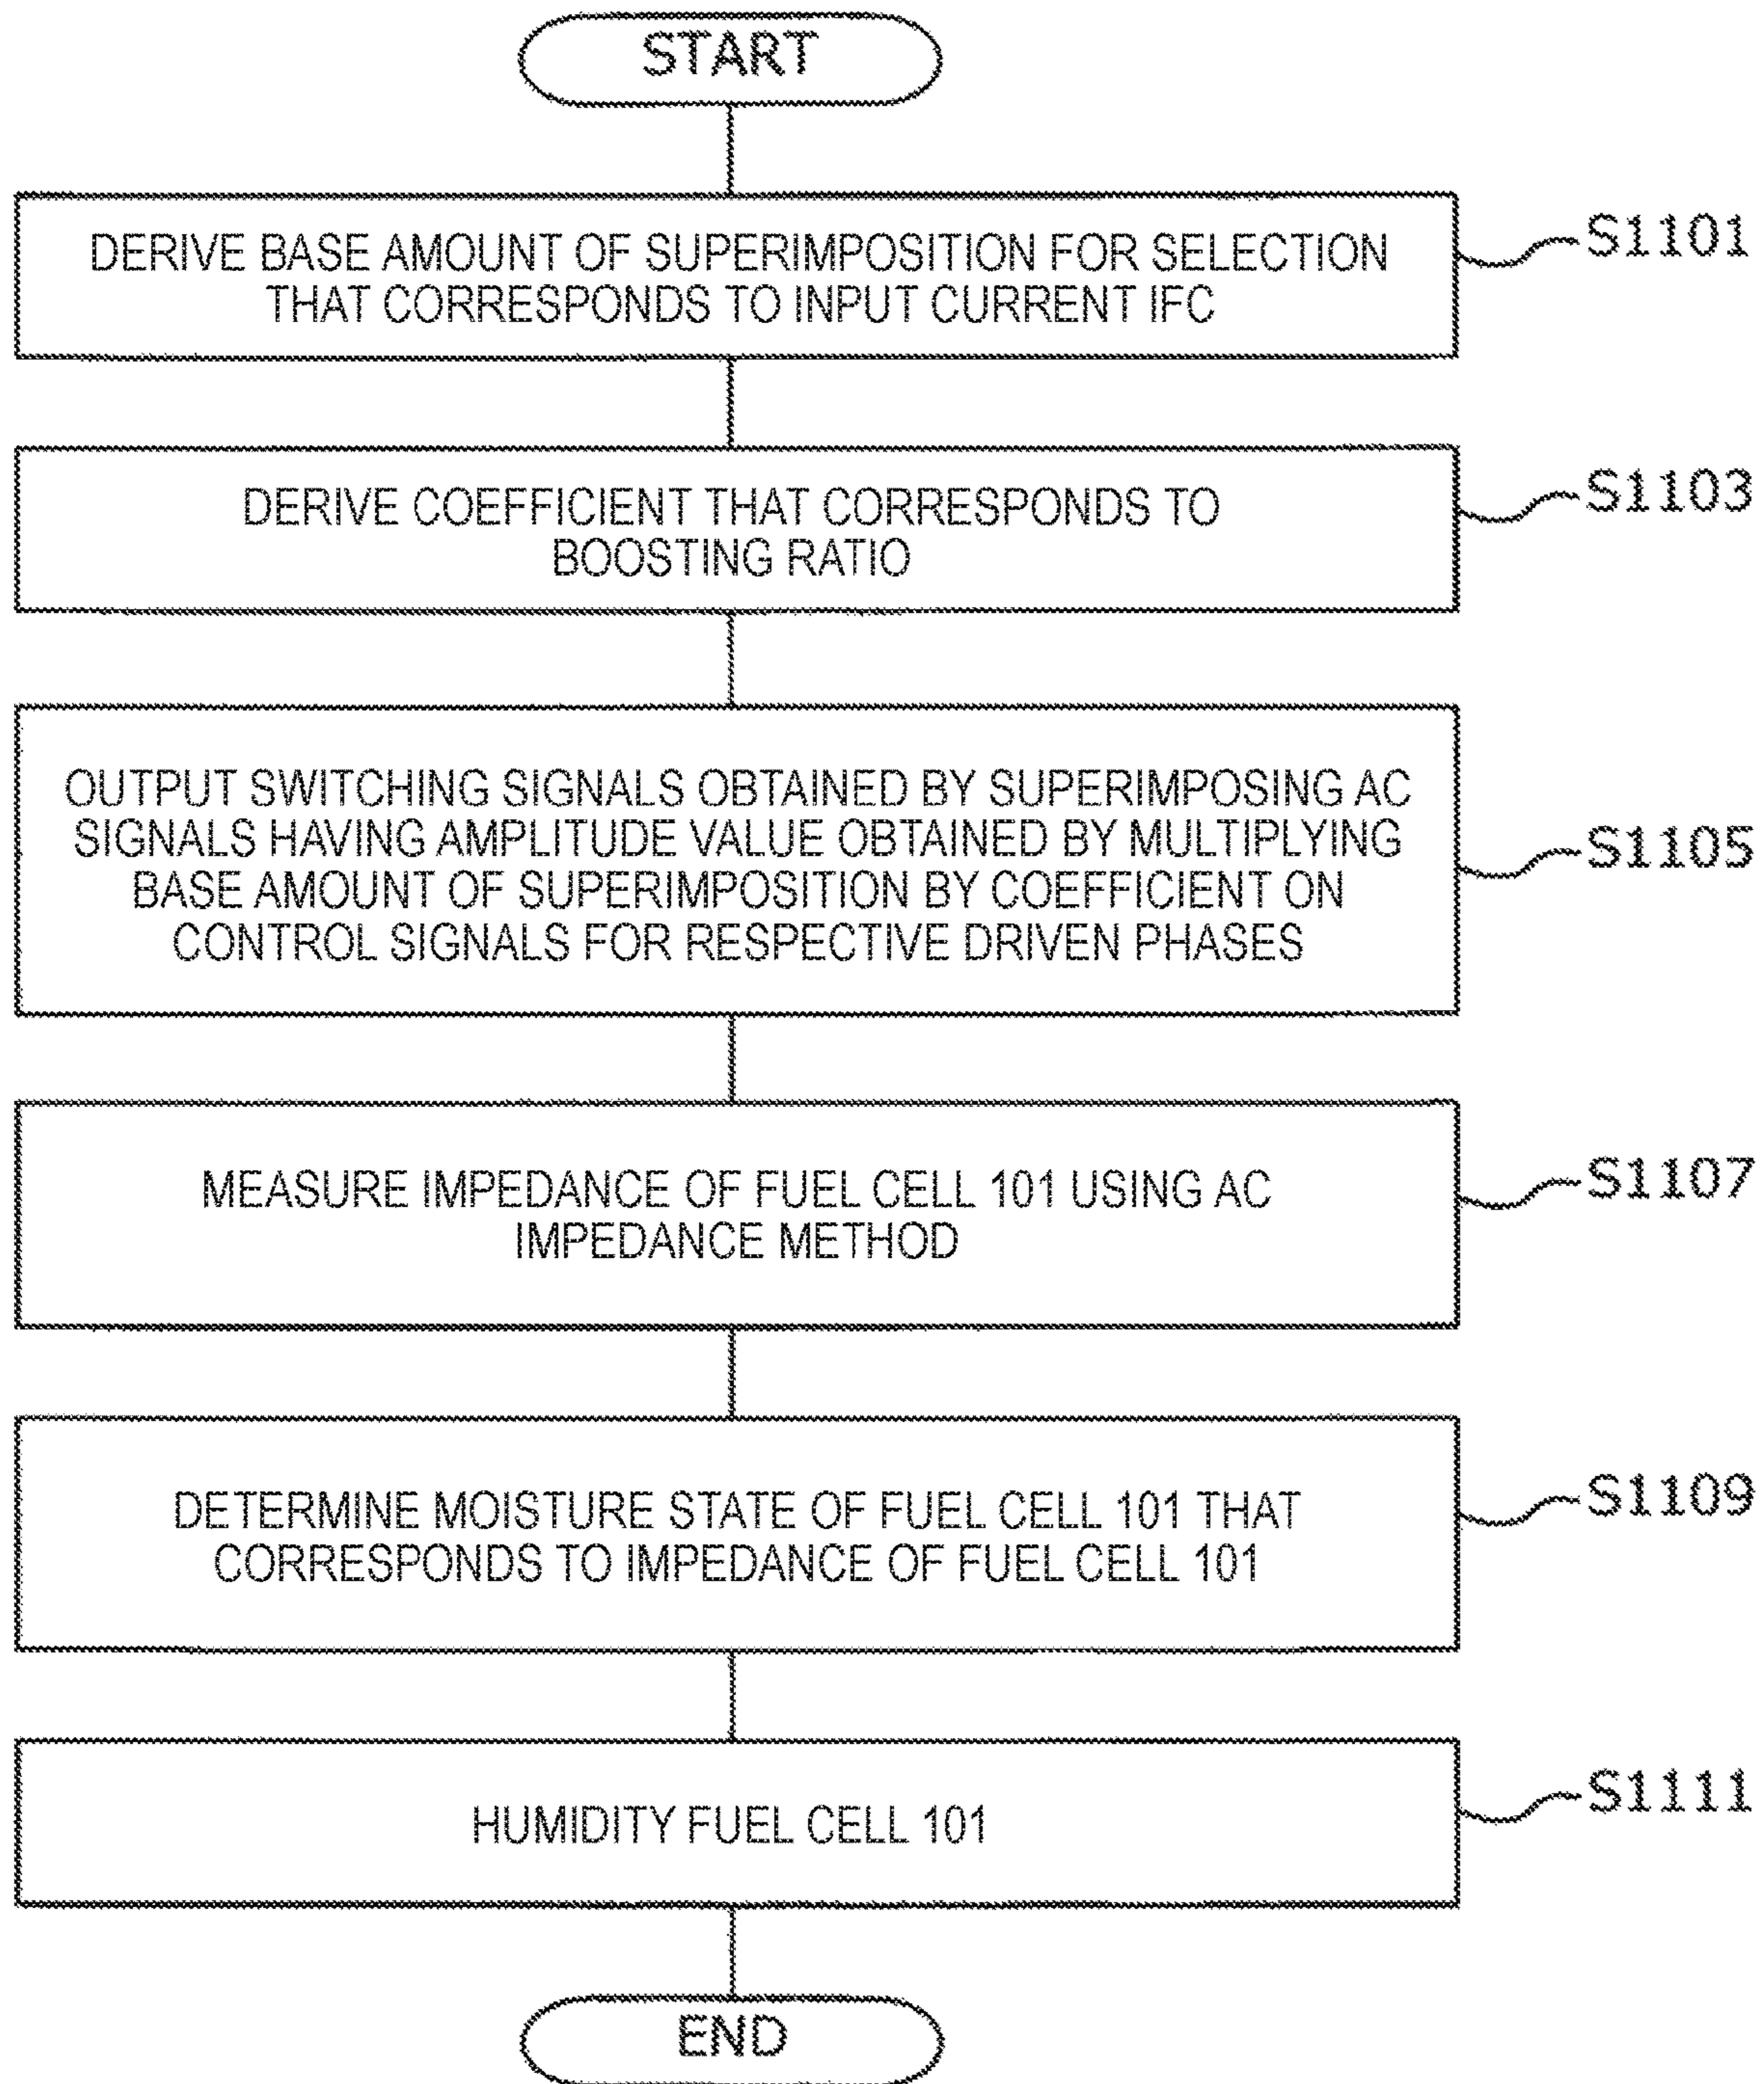 START
DERIVE BASE AMOUNT OF SUPERIMPOSITION FOR SELECTION
THAT CORRESPONDS TO INPUT CURRENT IFC
S1101
DERIVE COEFFICIENT THAT CORRESPONDS TO
BOOSTING RATIO
S1103
OUTPUT SWITCHING SIGNALS OBTAINED BY SUPERIMPOSING AC
SIGNALS HAVING AMPLITUDE VALUE OBTAINED BY MULTIPLYING
BASE AMOUNT OF SUPERIMPOSITION BY COEFFICIENT ON
CONTROL SIGNALS FOR RESPECTIVE DRIVEN PHASES
S1105
MEASURE IMPEDANCE OF FUEL CELL 101 USING AC
IMPEDANCE METHOD
S1107
DETERMINE MOISTURE STATE OF FUEL CELL 101 THAT
CORRESPONDS TO IMPEDANCE OF FUEL CELL 101
S1109
HUMIDITY FUEL CELL 101
S1111
END